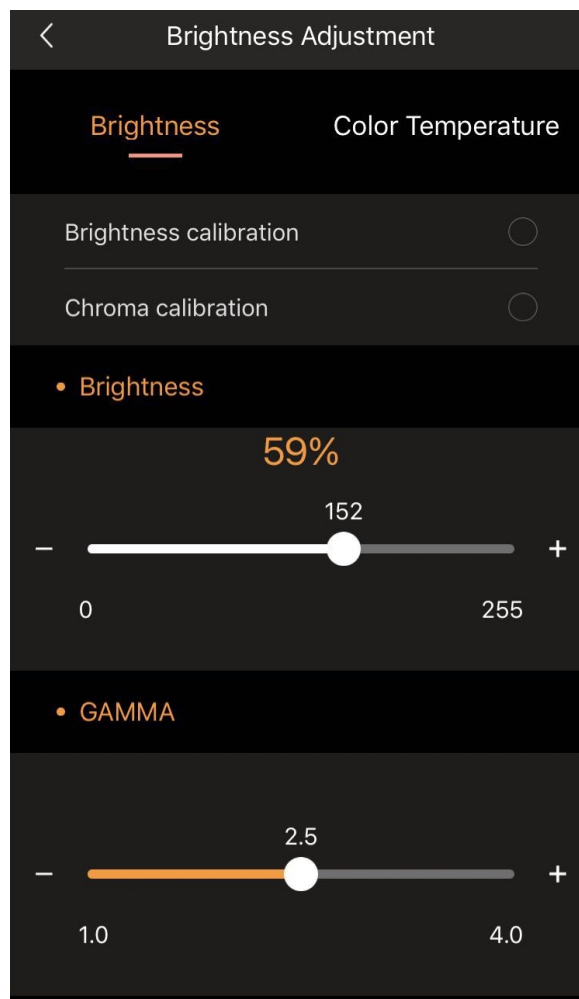 Brightness Adjustment
Brightness Color Temperature
Brightness calibration
Chroma calibration
• Brightness
59%
152
− +
0 255
• GAMMA
2.5
− +
1.0 4.0